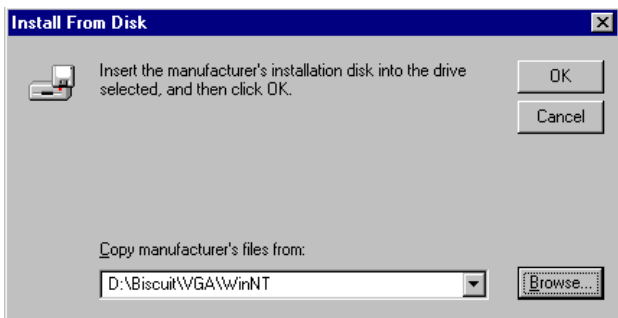 Install From Disk
Insert the manufacturer's installation disk into the drive
selected, and then click OK.
OK
Cancel
Copy manufacturer's files from:
D:\Biscuit\VGA\WinNT
Browse...